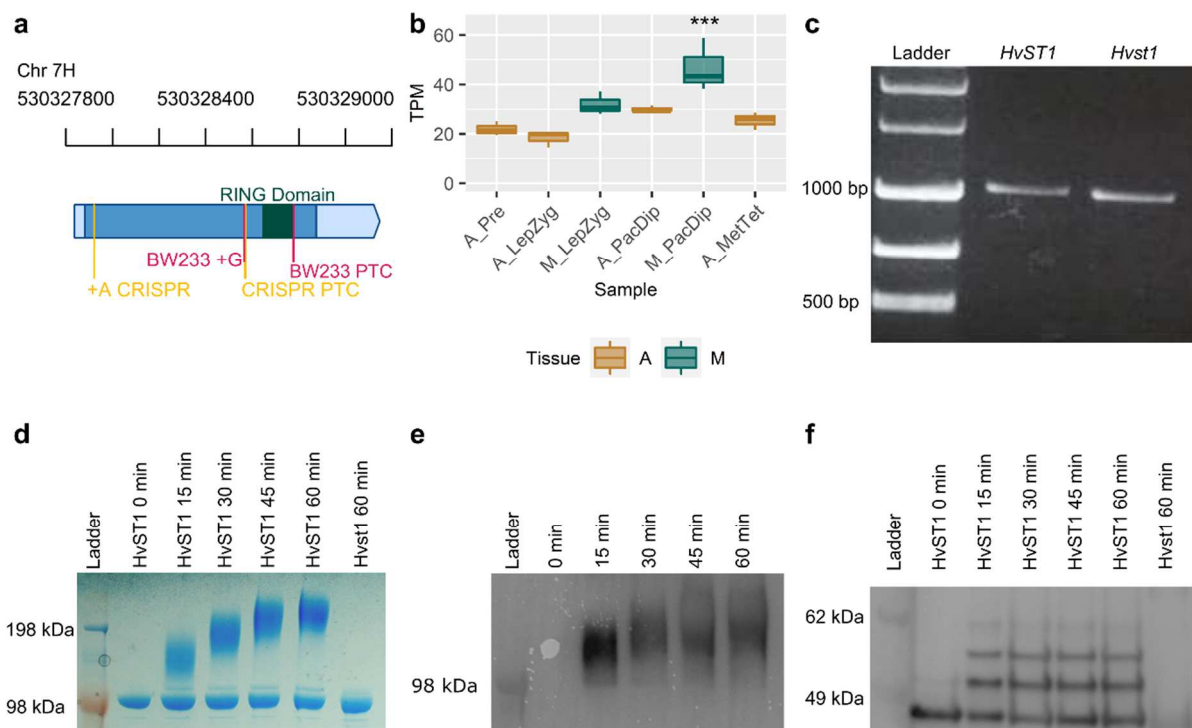 a
Chr 7H
530327800 530328400 530329000
RING Domain
BW233 +G
BW233 PTC
+A CRISPR
CRISPR PTC
b
***
TPM
60
40
20
0
A_Pre
A_LepZyg
M_LepZyg
A_PacDip
M_PacDip
A_MetTet
Sample
Tissue A M
c
Ladder HvST1 Hvst1
1000 bp
500 bp
d
Ladder
HvST1 0 min
HvST1 15 min
HvST1 30 min
HvST1 45 min
HvST1 60 min
Hvst1 60 min
198 kDa
98 kDa
e
Ladder
0 min
15 min
30 min
45 min
60 min
98 kDa
f
Ladder
HvST1 0 min
HvST1 15 min
HvST1 30 min
HvST1 45 min
HvST1 60 min
Hvst1 60 min
62 kDa
49 kDa